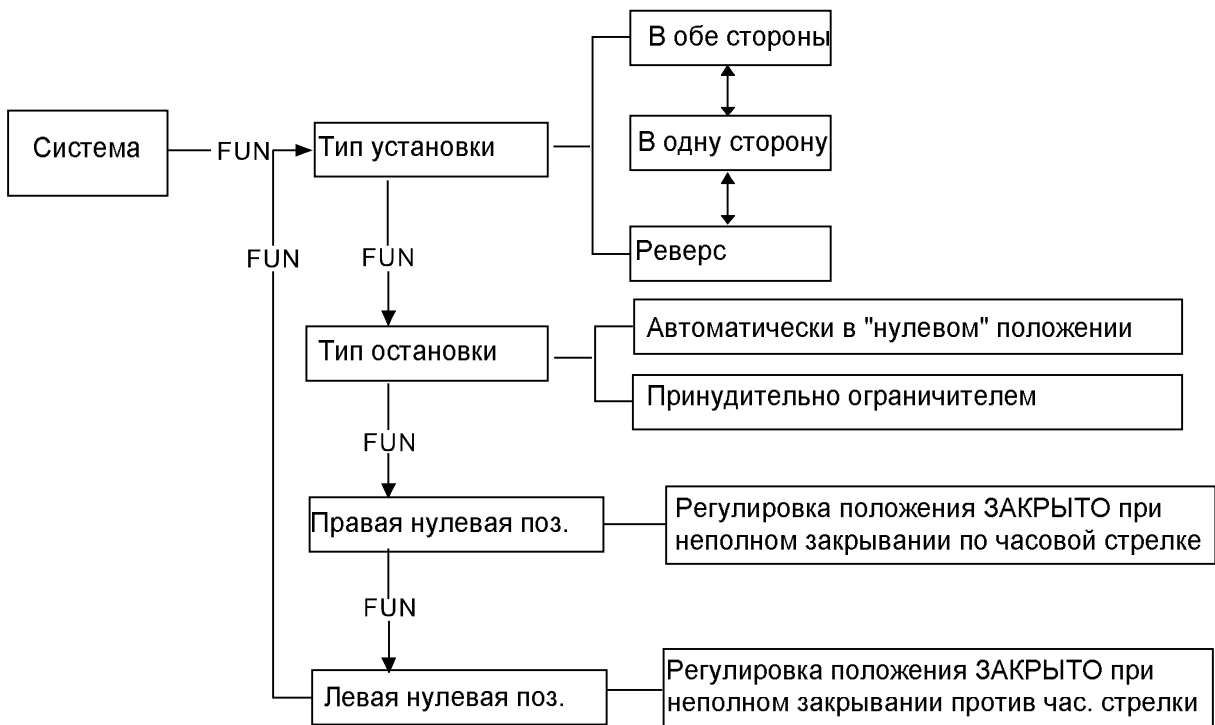 В обе стороны
Система
FUN
Тип установки
В одну сторону
FUN
FUN
Реверс
Тип остановки
Автоматически в "нулевом" положении
Принудительно ограничителем
FUN
Правая нулевая поз.
Регулировка положения ЗАКРЫТО при
неполном закрывании по часовой стрелке
FUN
Левая нулевая поз.
Регулировка положения ЗАКРЫТО при
неполном закрывании против час. стрелки